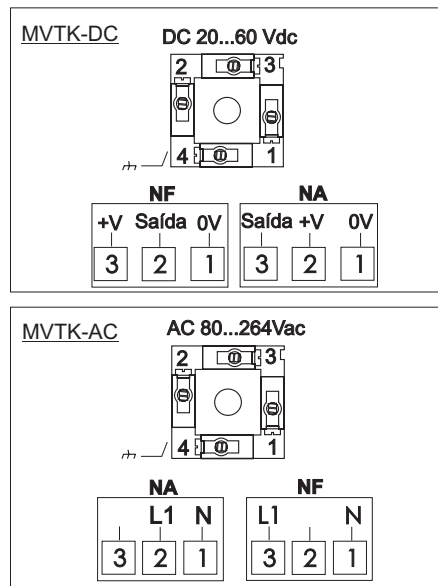 MVTK-DC
DC 20...60 Vdc
2 3
4 1
NF
+V Saída 0V
3 2 1
NA
Saída +V 0V
3 2 1
MVTK-AC
AC 80...264Vac
2 3
4 1
NA
L1 N
3 2 1
NF
L1 N
3 2 1